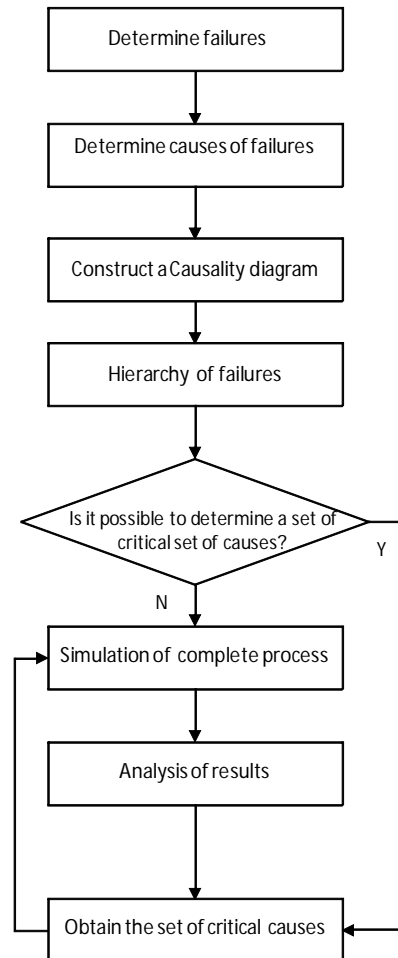 Determine failures
Determine causes of failures
Construct a Causality diagram
Hierarchy of failures
Is it possible to determine a set of
critical set of causes?
Y
N
Simulation of complete process
Analysis of results
Obtain the set of critical causes